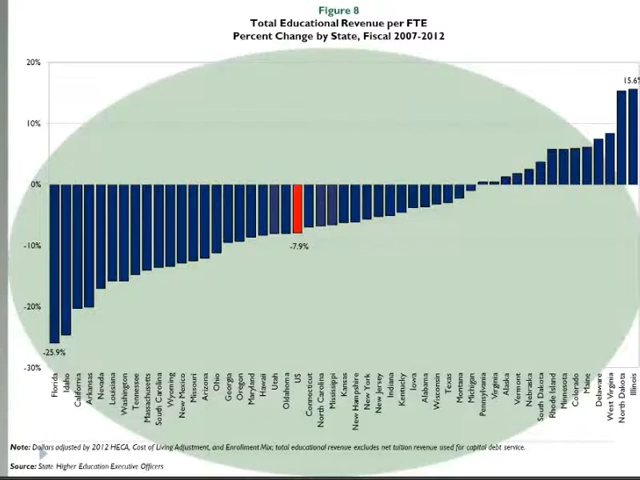 Figure 8
Total Educational Revenue per FTE
Percent Change by State, Fiscal 2007-2012
20%
15.6%
10%
0%
-7.9%
-10%
-20%
-25.9%
-30%
Florida
Idaho
California
Arkansas
Nevada
Louisiana
Washington
Tennessee
Massachusetts
South Carolina
Wyoming
New Mexico
Missouri
Arizona
Ohio
Georgia
Oregon
Maryland
Hawaii
Utah
Oklahoma
US
Connecticut
North Carolina
Mississippi
Kansas
New Hampshire
New York
New Jersey
Indiana
Kentucky
Iowa
Alabama
Wisconsin
Texas
Montana
Michigan
Pennsylvania
Virginia
Alaska
Vermont
Nebraska
South Dakota
Rhode Island
Minnesota
Colorado
Maine
Delaware
West Virginia
North Dakota
Illinois
Note: Dollars adjusted by 2012 HECA, Cost of Living Adjustment, and Enrollment Mix; total educational revenue excludes net tuition revenue used for capital debt service.
Source: State Higher Education Executive Officers